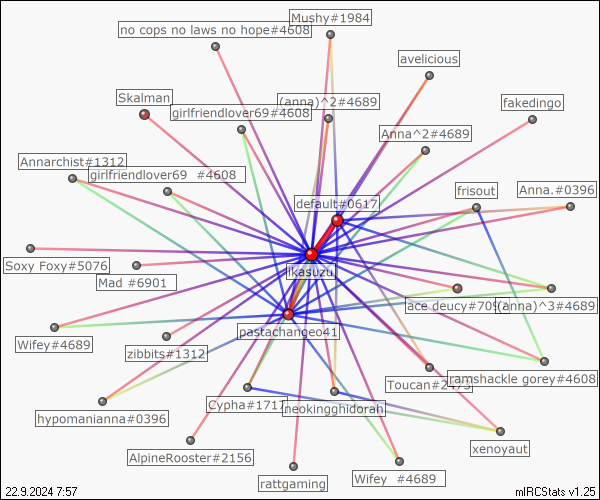 Mushy#1984
no cops no laws no hope#4608
avelicious
Skalman
(anna)^2#4689
girlfriendlover69#4608
fakedingo
Anna^2#4689
Annarchist#1312
girlfriendlover69 #4608
frisout
Anna.#0396
default#0617
Soxy Foxy#5076
likasuzu
Mad #6901
ace deucy#709
(anna)^3#4689
pastachangeo41
Wifey#4689
zibbits#1312
Toucan#2473
ramshackle gorey#4608
Cypha#1717
neokingghidorah
hypomanianna#0396
xenoyaut
AlpineRooster#2156
rattgaming
Wifey #4689
22.9.2024 7:57
mIRCStats v1.25